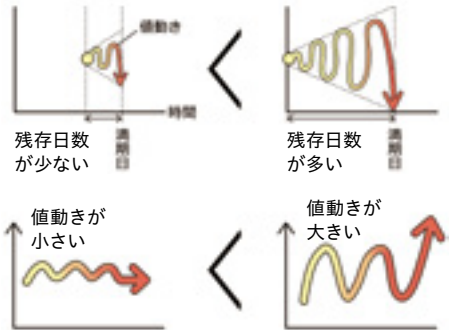 値動き
時間
満期日
満期日
残存日数
が少ない
残存日数
が多い
値動きが
小さい
値動きが
大きい